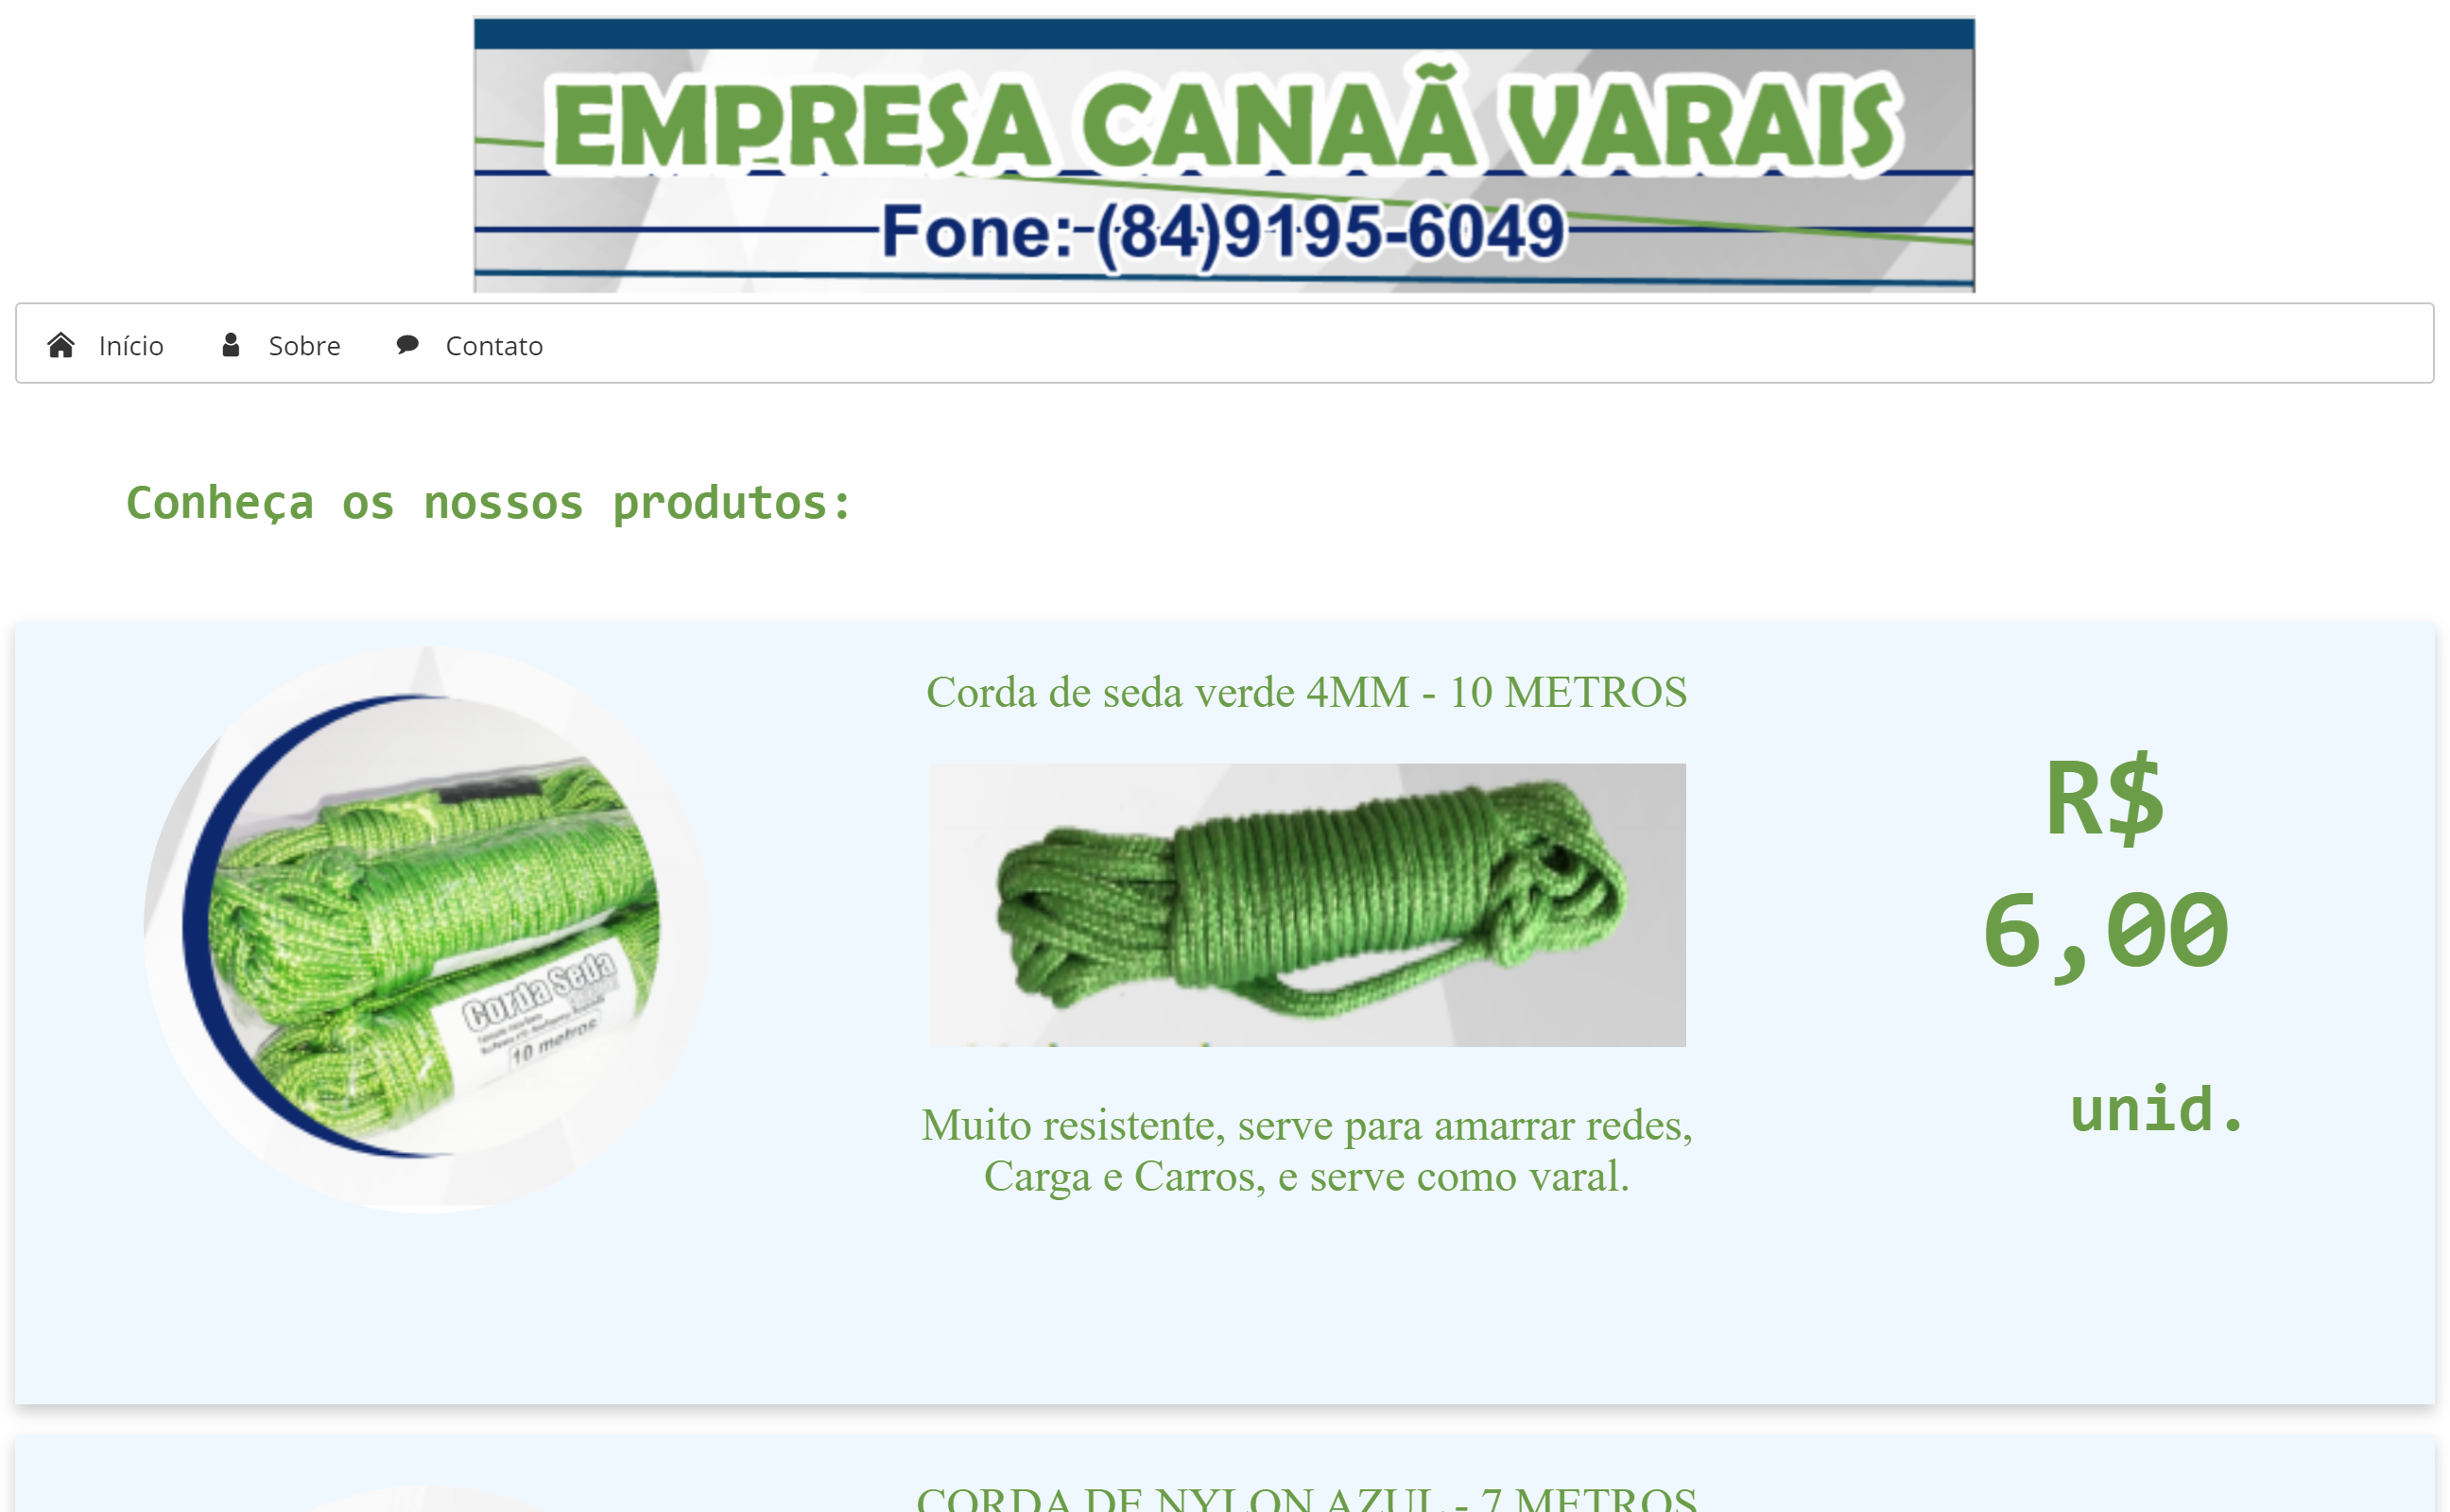 EMPRESA CANAÃ VARAIS
Fone: (84)9195-6049
Início
Sobre
Contato
Conheça os nossos produtos:
Corda de seda verde 4MM - 10 METROS
Corda Seda
10 metros
R$
6,00
unid.
Muito resistente, serve para amarrar redes,
Carga e Carros, e serve como varal.
CORDA DE NYLON AZUL - 7 METROS